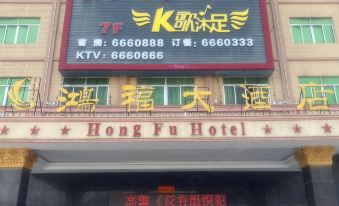 7F K歌沐足
客房：6660888 订餐：6660333
KTV：6660666
鸿福大酒店
★ ★ ★ Hong Fu Hotel ★ ★ ★ ★